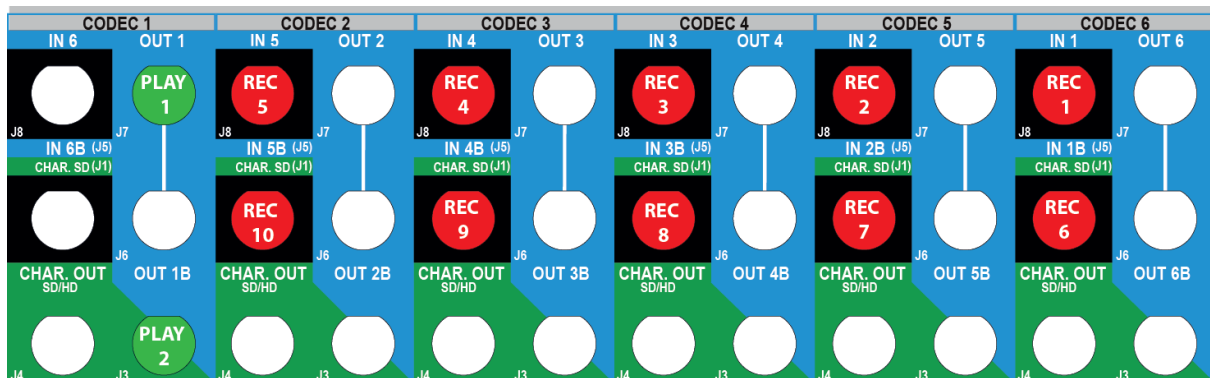 CODEC 1 CODEC 2 CODEC 3 CODEC 4 CODEC 5 CODEC 6
IN 6 OUT 1 IN 5 OUT 2 IN 4 OUT 3 IN 3 OUT 4 IN 2 OUT 5 IN 1 OUT 6
PLAY REC REC REC REC REC
1 5 4 3 2 1
J8 J7 J8 J7 J8 J7 J8 J7 J8 J7 J8 J7
IN 6B (J5) IN 5B (J5) IN 4B (J5) IN 3B (J5) IN 2B (J5) IN 1B (J5)
CHAR. SD (J1) CHAR. SD (J1) CHAR. SD (J1) CHAR. SD (J1) CHAR. SD (J1) CHAR. SD (J1)
REC REC REC REC REC
10 9 8 7 6
J6 J6 J6 J6 J6 J6
CHAR. OUT OUT 1B CHAR. OUT OUT 2B CHAR. OUT OUT 3B CHAR. OUT OUT 4B CHAR. OUT OUT 5B CHAR. OUT OUT 6B
SD/HD SD/HD SD/HD SD/HD SD/HD SD/HD
PLAY
2
J4 J3 J4 J3 J4 J3 J4 J3 J4 J3 J4 J3